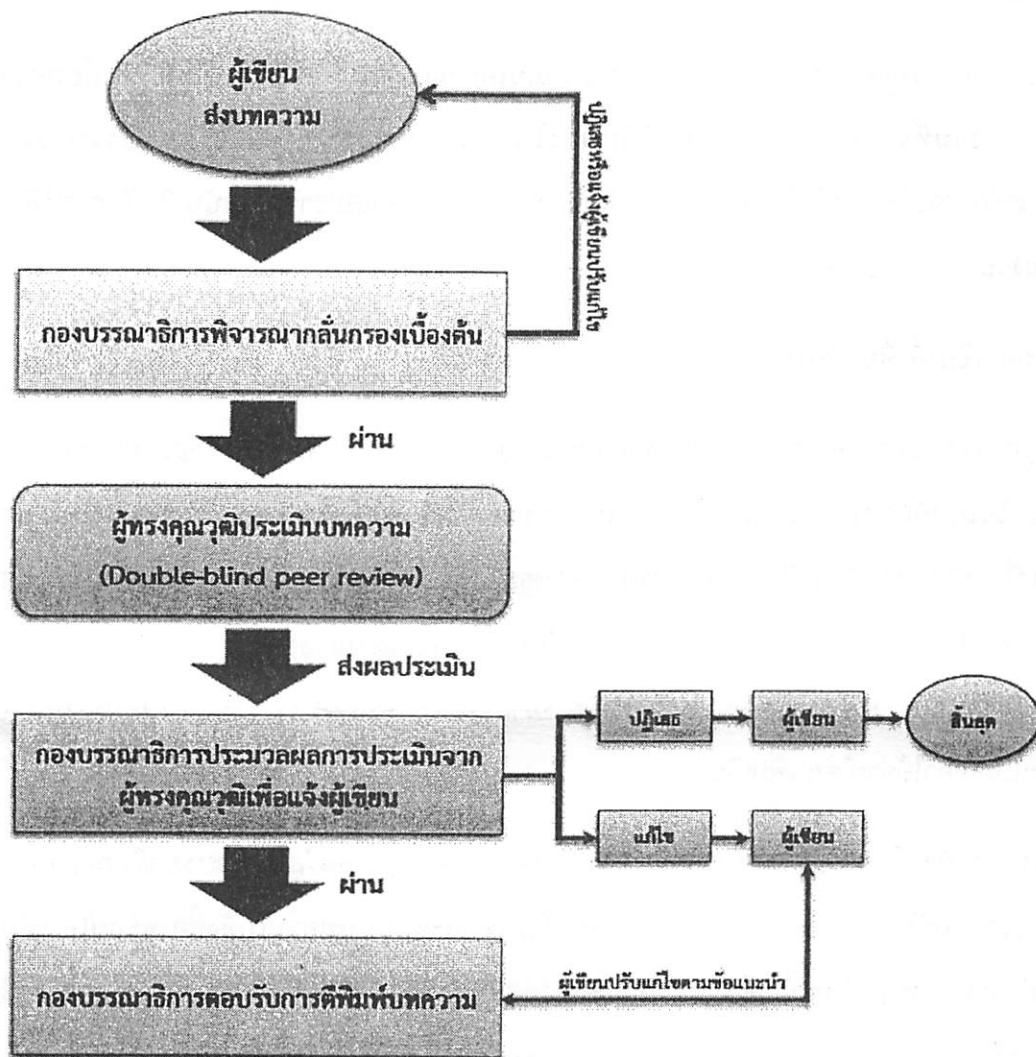 ผู้เขียน
ส่งบทความ
ปฏิเสธหรือแจ้งผู้เขียนปรับแก้ไข
กองบรรณาธิการพิจารณากลั่นกรองเบื้องต้น
ผ่าน
ผู้ทรงคุณวุฒิประเมินบทความ
(Double-blind peer review)
ส่งผลประเมิน
ปฏิเสธ
ผู้เขียน
สิ้นสุด
กองบรรณาธิการประมวลผลการประเมินจาก
ผู้ทรงคุณวุฒิเพื่อแจ้งผู้เขียน
แก้ไข
ผู้เขียน
ผ่าน
ผู้เขียนปรับแก้ไขตามข้อแนะนำ
กองบรรณาธิการตอบรับการตีพิมพ์บทความ